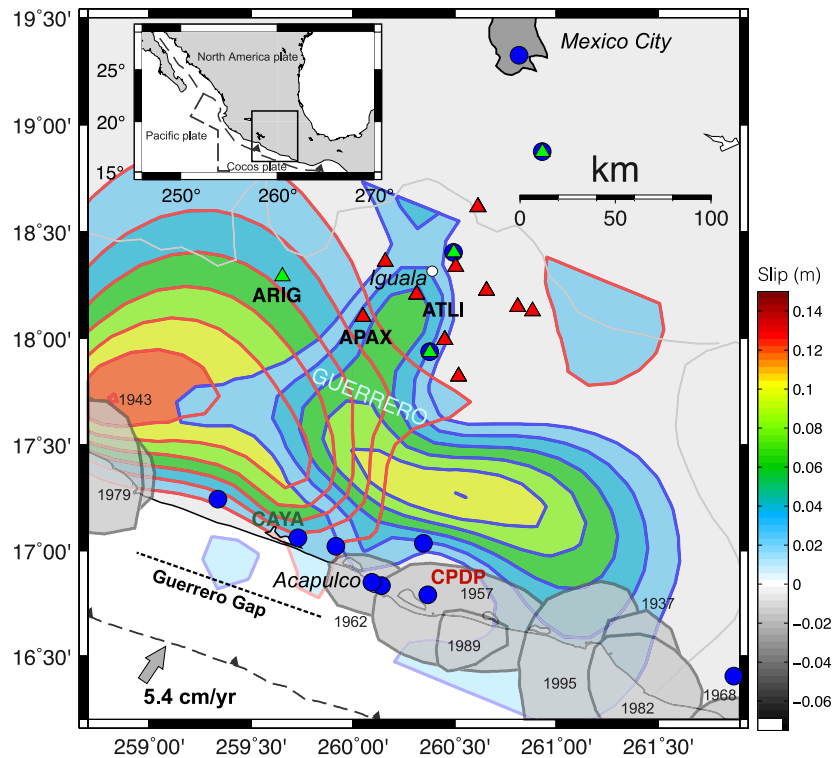 19°30'
19°00'
18°30'
18°00'
17°30'
17°00'
16°30'
259°00'
259°30'
260°00'
260°30'
261°00'
261°30'
25°
20°
15°
250°
260°
270°
North America plate
Pacific plate
Cocos plate
Mexico City
km
0
50
100
Iguala
ARIG
ATLI
APAX
GUERRERO
1943
1979
CAYA
Guerrero Gap
Acapulco
CPDP
1957
1937
1962
1989
1995
1968
1982
5.4 cm/yr
Slip (m)
0.14
0.12
0.10
0.08
0.06
0.04
0.02
0
−0.02
−0.04
−0.06